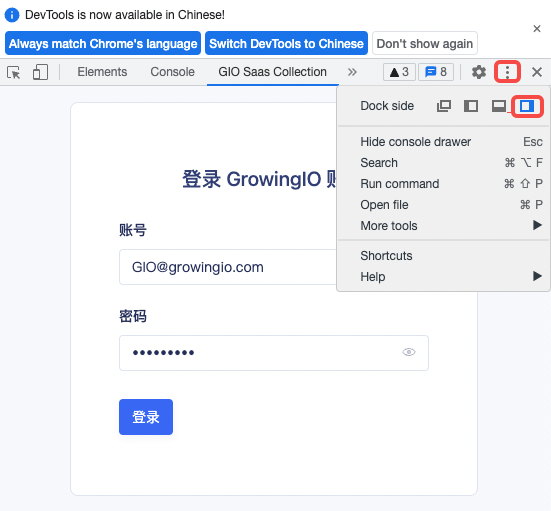 DevTools is now available in Chinese!
Always match Chrome's language Switch DevTools to Chinese Don't show again
Elements Console GIO Saas Collection 3 8
Dock side
Hide console drawer Esc
Search ⌘ ⌥ F
Run command ⌘ ⇧ P
Open file ⌘ P
More tools
Shortcuts
Help
登录 GrowingIO
账号
GIO@growingio.com
密码
•••••••••
登录